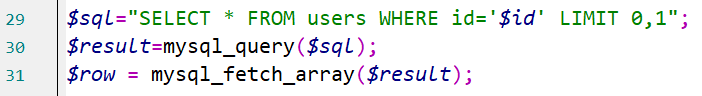 29 $sql="SELECT * FROM users WHERE id='$id' LIMIT 0,1";
30 $result=mysql_query($sql);
31 $row = mysql_fetch_array($result);